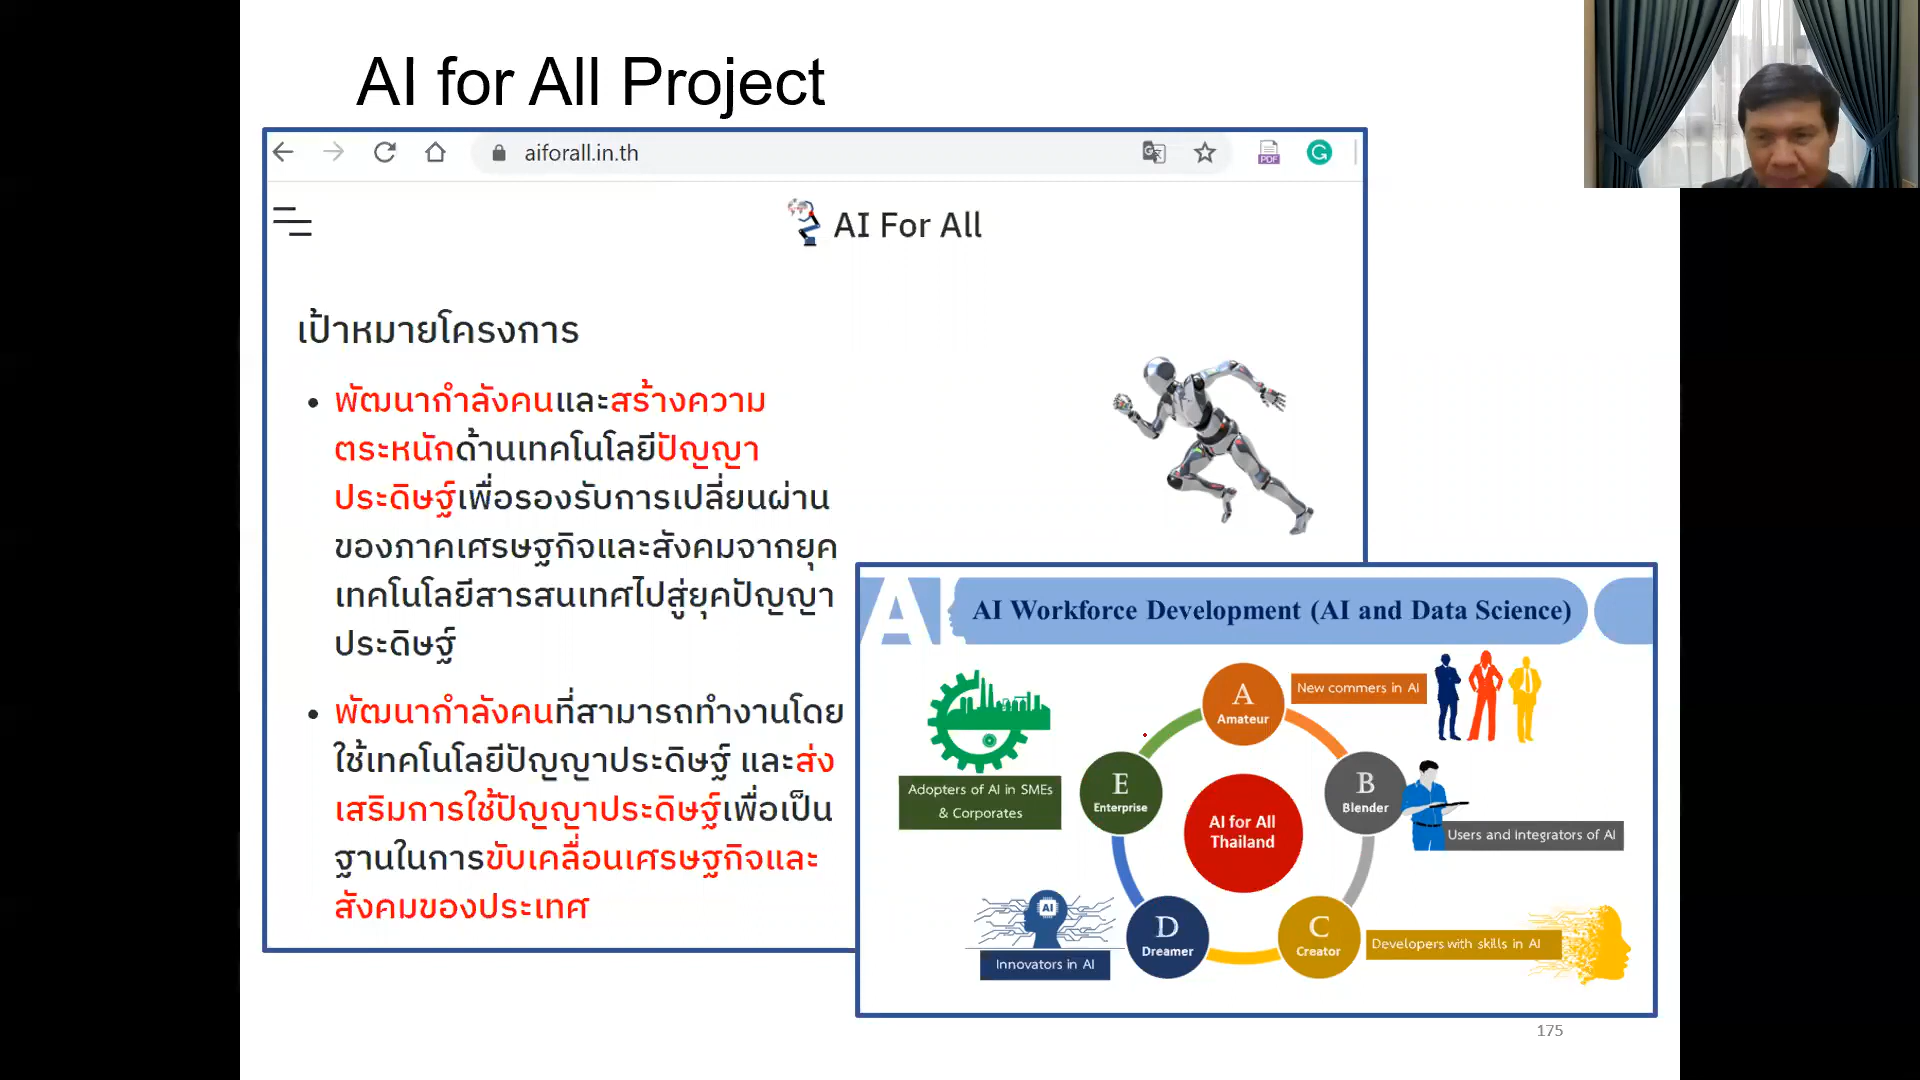 AI for All Project
aiforall.in.th
PDF
G
AI For All
เป้าหมายโครงการ
• พัฒนากำลังคนและสร้างความ
ตระหนักด้านเทคโนโลยีปัญญา
ประดิษฐ์เพื่อรองรับการเปลี่ยนผ่าน
ของภาคเศรษฐกิจและสังคมจากยุค
เทคโนโลยีสารสนเทศไปสู่ยุคปัญญา
ประดิษฐ์
• พัฒนากำลังคนที่สามารถทำงานโดย
ใช้เทคโนโลยีปัญญาประดิษฐ์ และส่ง
เสริมการใช้ปัญญาประดิษฐ์เพื่อเป็น
ฐานในการขับเคลื่อนเศรษฐกิจและ
สังคมของประเทศ
AI
AI Workforce Development (AI and Data Science)
A
Amateur
New commers in AI
B
Blender
Users and integrators of AI
C
Creator
Developers with skills in AI
D
Dreamer
AI
Innovators in AI
E
Enterprise
Adopters of AI in SMEs
& Corporates
AI for All
Thailand
175